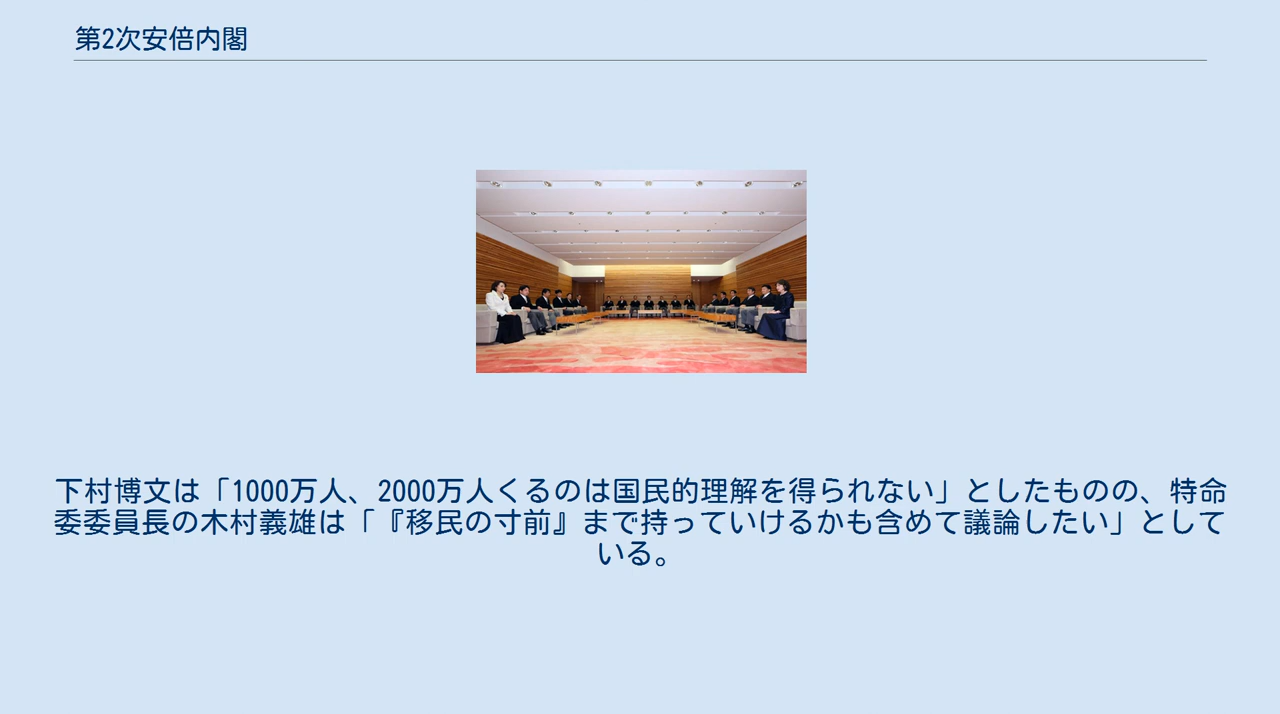 第2次安倍内閣
下村博文は「1000万人、2000万人くるのは国民的理解を得られない」としたものの、特命
委委員長の木村義雄は「『移民の寸前』まで持っていけるかも含めて議論したい」として
いる。